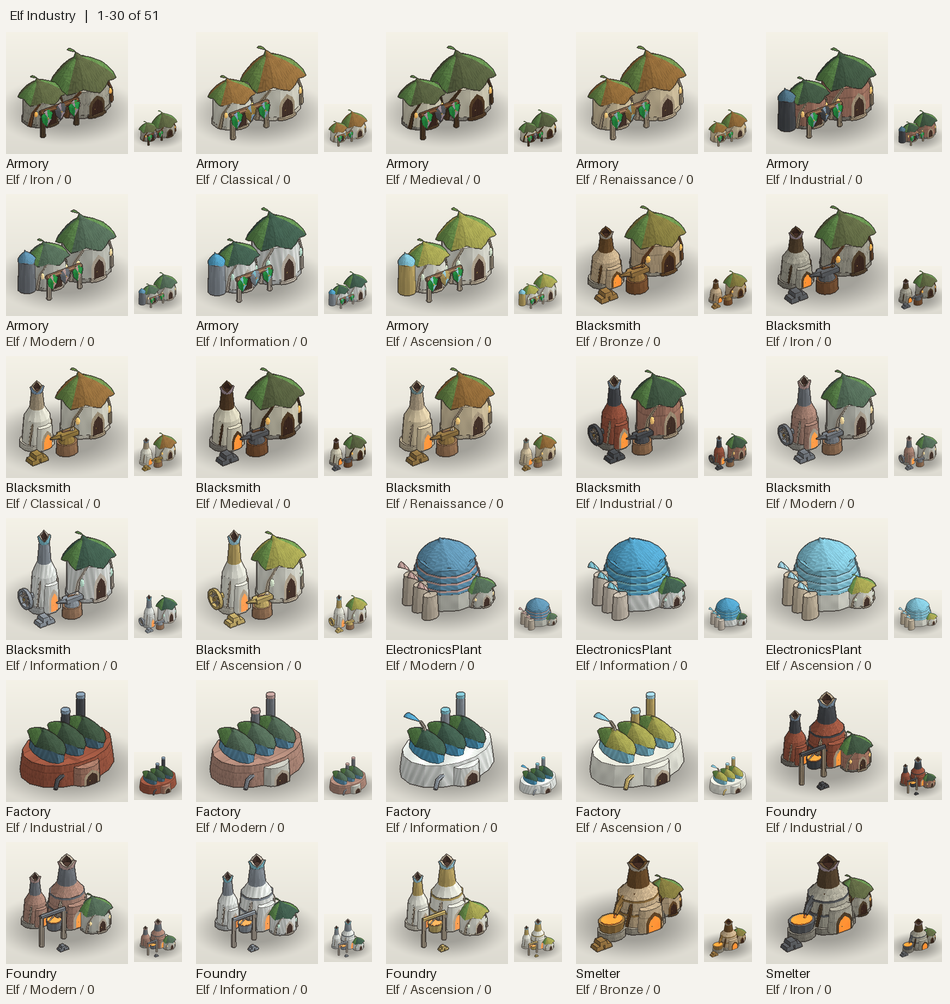 Elf Industry | 1-30 of 51
Armory
Elf / Iron / 0
Armory
Elf / Classical / 0
Armory
Elf / Medieval / 0
Armory
Elf / Renaissance / 0
Armory
Elf / Industrial / 0
Armory
Elf / Modern / 0
Armory
Elf / Information / 0
Armory
Elf / Ascension / 0
Blacksmith
Elf / Bronze / 0
Blacksmith
Elf / Iron / 0
Blacksmith
Elf / Classical / 0
Blacksmith
Elf / Medieval / 0
Blacksmith
Elf / Renaissance / 0
Blacksmith
Elf / Industrial / 0
Blacksmith
Elf / Modern / 0
Blacksmith
Elf / Information / 0
Blacksmith
Elf / Ascension / 0
ElectronicsPlant
Elf / Modern / 0
ElectronicsPlant
Elf / Information / 0
ElectronicsPlant
Elf / Ascension / 0
Factory
Elf / Industrial / 0
Factory
Elf / Modern / 0
Factory
Elf / Information / 0
Factory
Elf / Ascension / 0
Foundry
Elf / Industrial / 0
Foundry
Elf / Modern / 0
Foundry
Elf / Information / 0
Foundry
Elf / Ascension / 0
Smelter
Elf / Bronze / 0
Smelter
Elf / Iron / 0